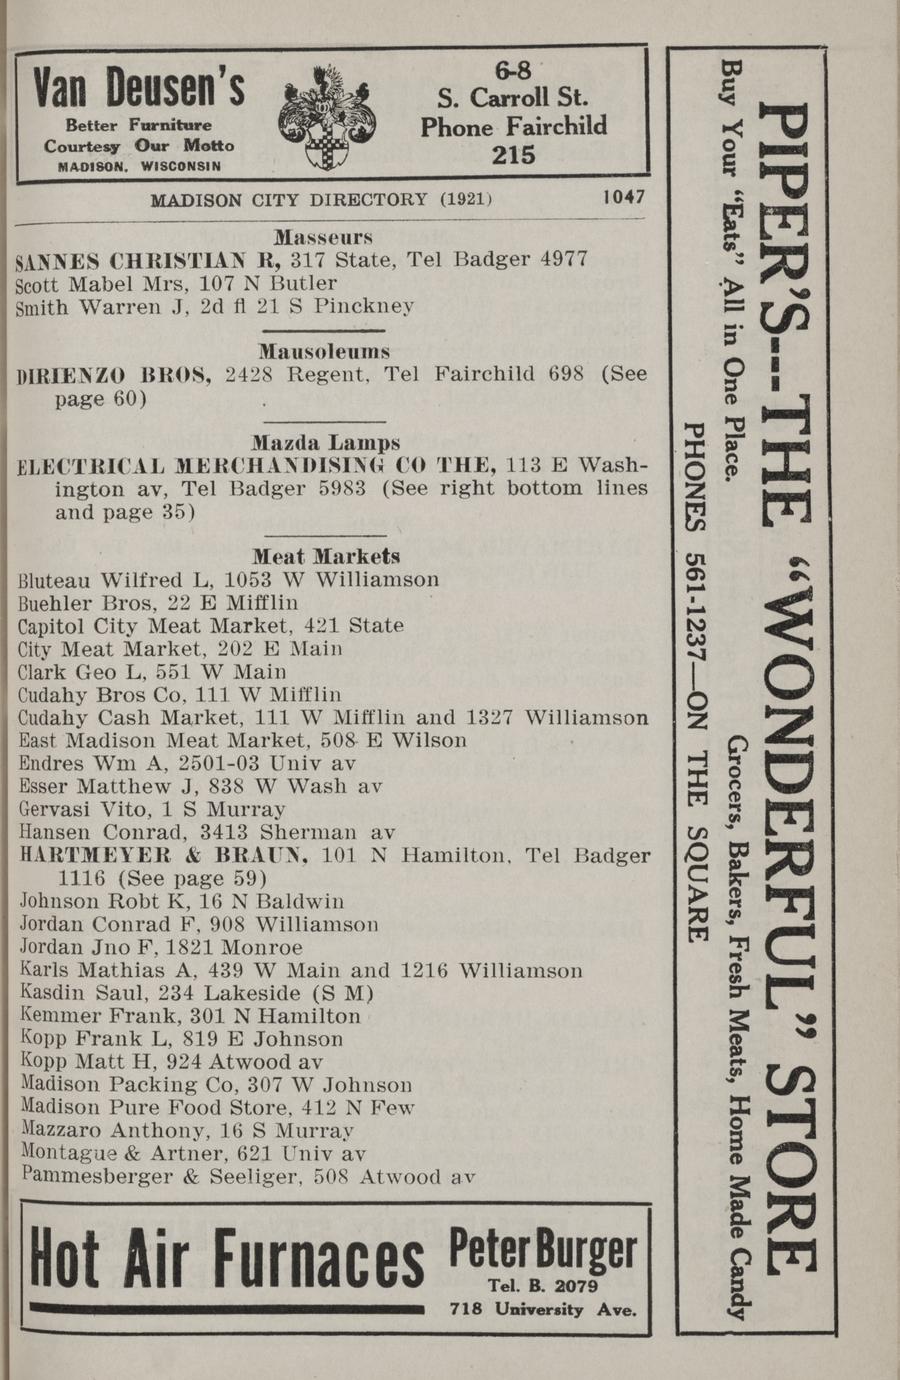 Van Deusen's
Better Furniture
Courtesy Our Motto
MADISON, WISCONSIN
6-8
S. Carroll St.
Phone Fairchild
215
MADISON CITY DIRECTORY (1921) 1047
Masseurs
SANNES CHRISTIAN R, 317 State, Tel Badger 4977
Scott Mabel Mrs, 107 N Butler
Smith Warren J, 2d fl 21 S Pinckney
Mausoleums
DIRIENZO BROS, 2428 Regent, Tel Fairchild 698 (See
page 60)
Mazda Lamps
ELECTRICAL MERCHANDISING CO THE, 113 E Wash-
ington av, Tel Badger 5983 (See right bottom lines
and page 35)
Meat Markets
Bluteau Wilfred L, 1053 W Williamson
Buehler Bros, 22 E Mifflin
Capitol City Meat Market, 421 State
City Meat Market, 202 E Main
Clark Geo L, 551 W Main
Cudahy Bros Co, 111 W Mifflin
Cudahy Cash Market, 111 W Mifflin and 1327 Williamson
East Madison Meat Market, 508 E Wilson
Endres Wm A, 2501-03 Univ av
Esser Matthew J, 838 W Wash av
Gervasi Vito, 1 S Murray
Hansen Conrad, 3413 Sherman av
HARTMEYER & BRAUN, 101 N Hamilton, Tel Badger
1116 (See page 59)
Johnson Robt K, 16 N Baldwin
Jordan Conrad F, 908 Williamson
Jordan Jno F, 1821 Monroe
Karls Mathias A, 439 W Main and 1216 Williamson
Kasdin Saul, 234 Lakeside (S M)
Kemmer Frank, 301 N Hamilton
Kopp Frank L, 819 E Johnson
Kopp Matt H, 924 Atwood av
Madison Packing Co, 307 W Johnson
Madison Pure Food Store, 412 N Few
Mazzaro Anthony, 16 S Murray
Montague & Artner, 621 Univ av
Pammesberger & Seeliger, 508 Atwood av
Hot Air Furnaces
Peter Burger
Tel. B. 2079
718 University Ave.
PIPER'S---THE "WONDERFUL" STORE
Buy Your "Eats" All in One Place. Grocers, Bakers, Fresh Meats, Home Made Candy
PHONES 561-1237—ON THE SQUARE